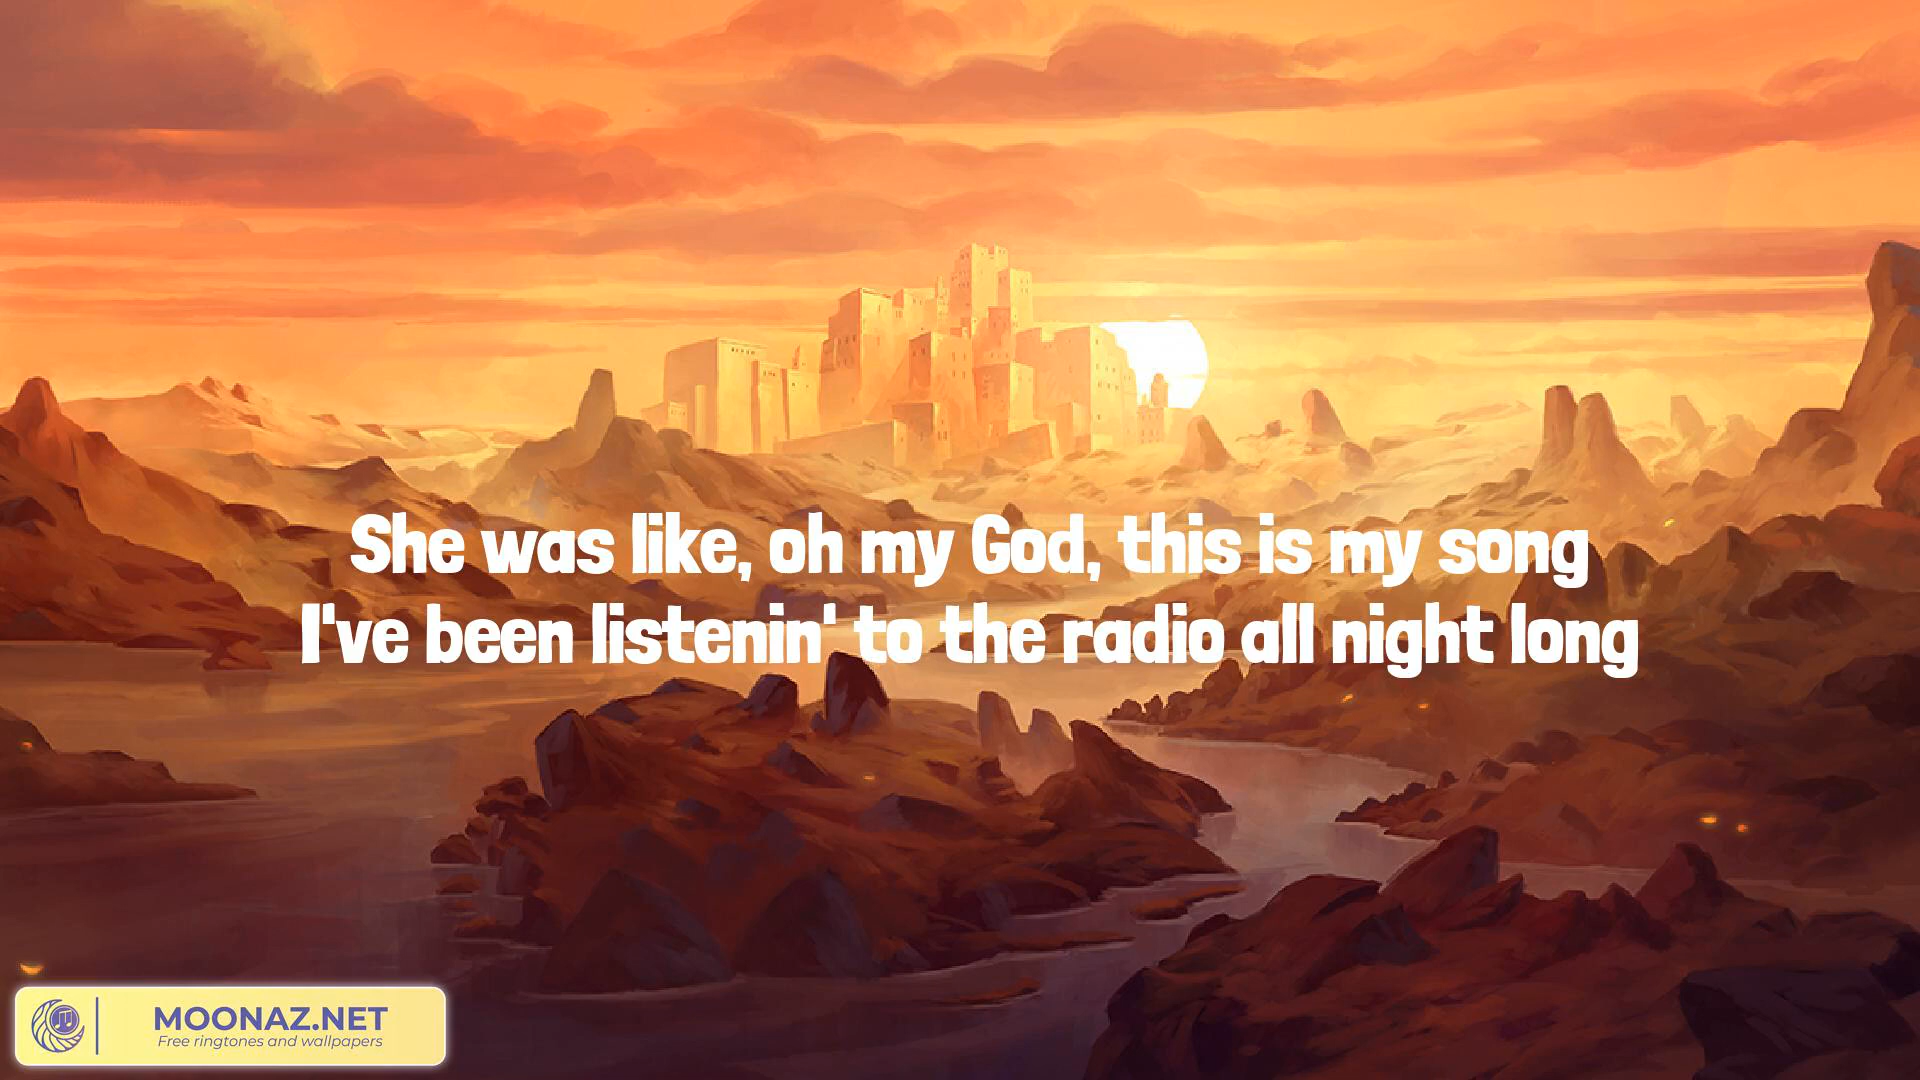 She was like, oh my God, this is my song
I've been listenin' to the radio all night long
MOONAZ.NET
Free ringtones and wallpapers